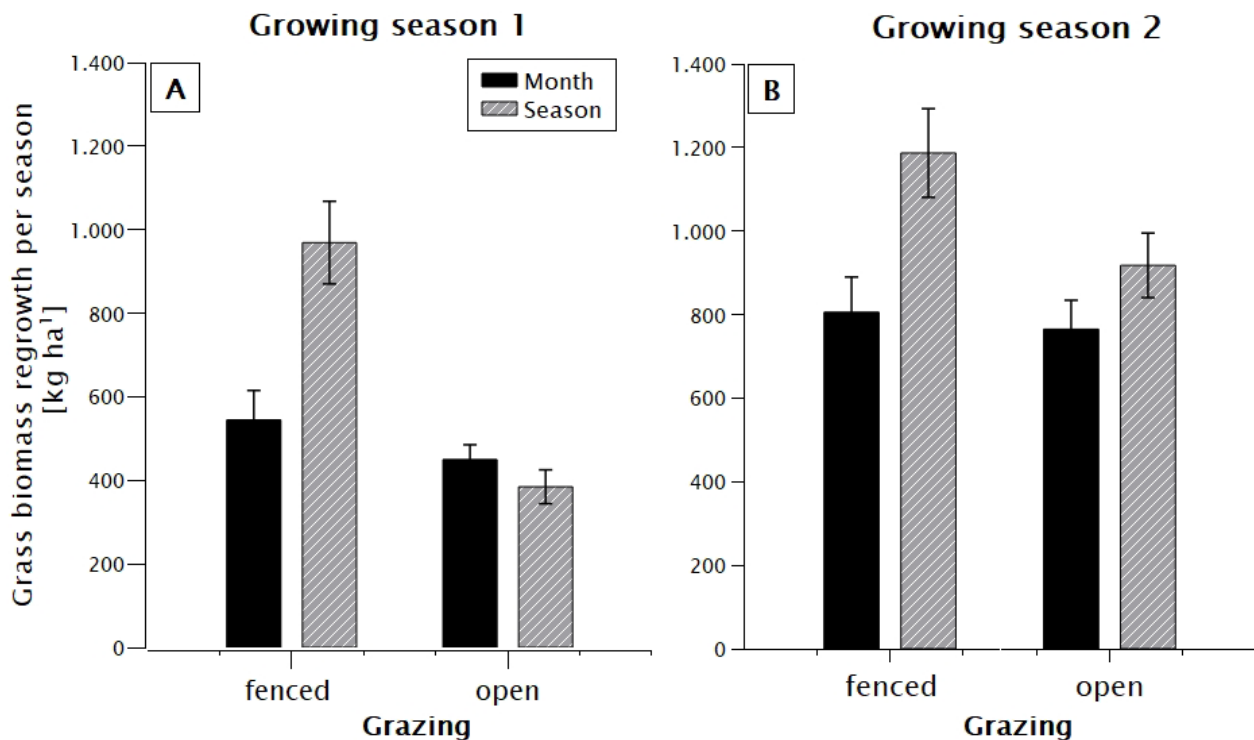 Growing season 1
Growing season 2
A
Month
Season
B
Grass biomass regrowth per season
[kg ha¹]
1.400
1.200
1.000
800
600
400
200
0
1.400
1.200
1.000
800
600
400
200
0
fenced
open
fenced
open
Grazing
Grazing